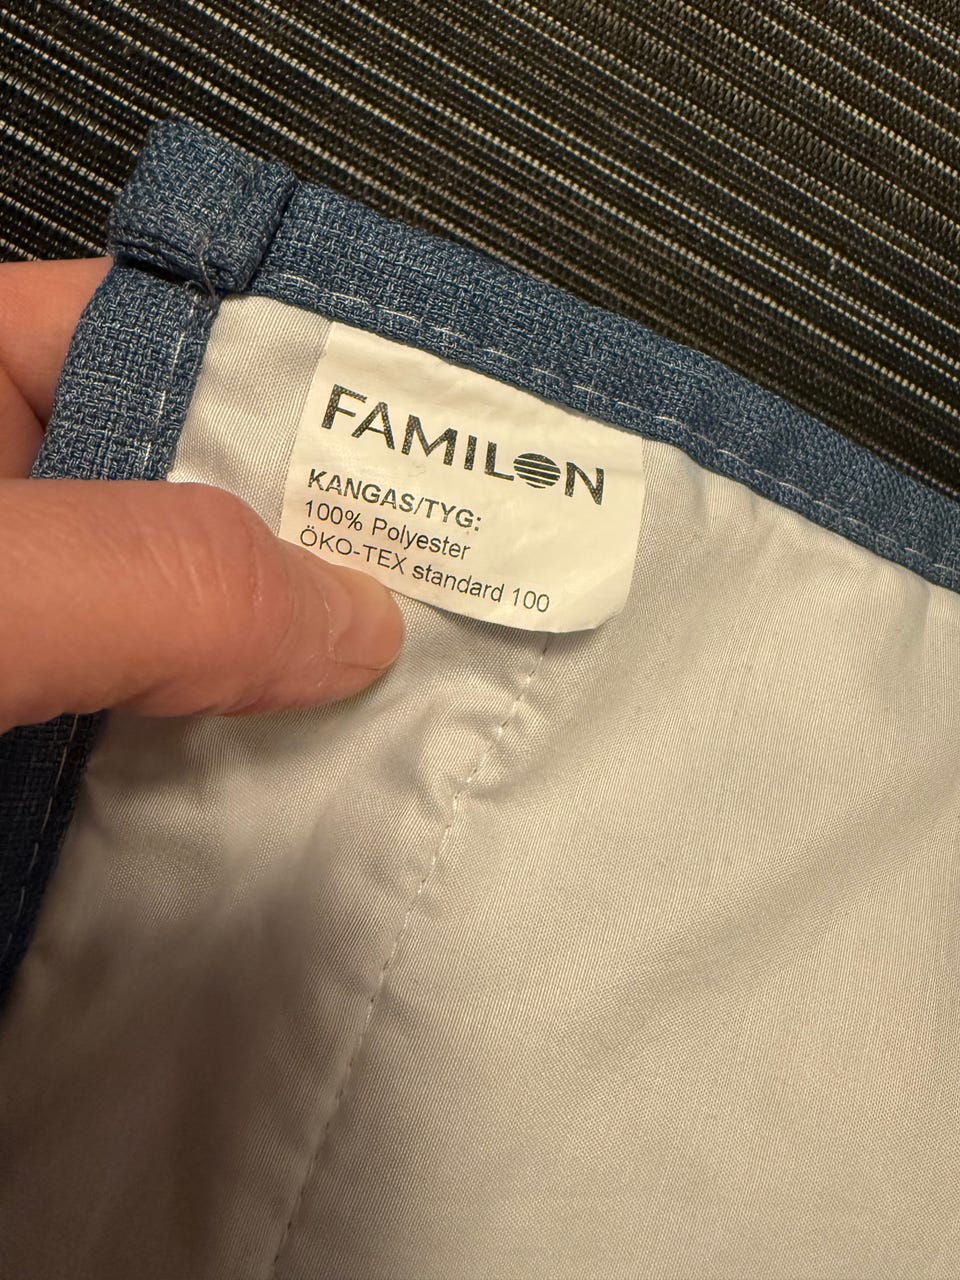 FAMILON
KANGAS/TYG:
100% Polyester
ÖKO-TEX standard 100